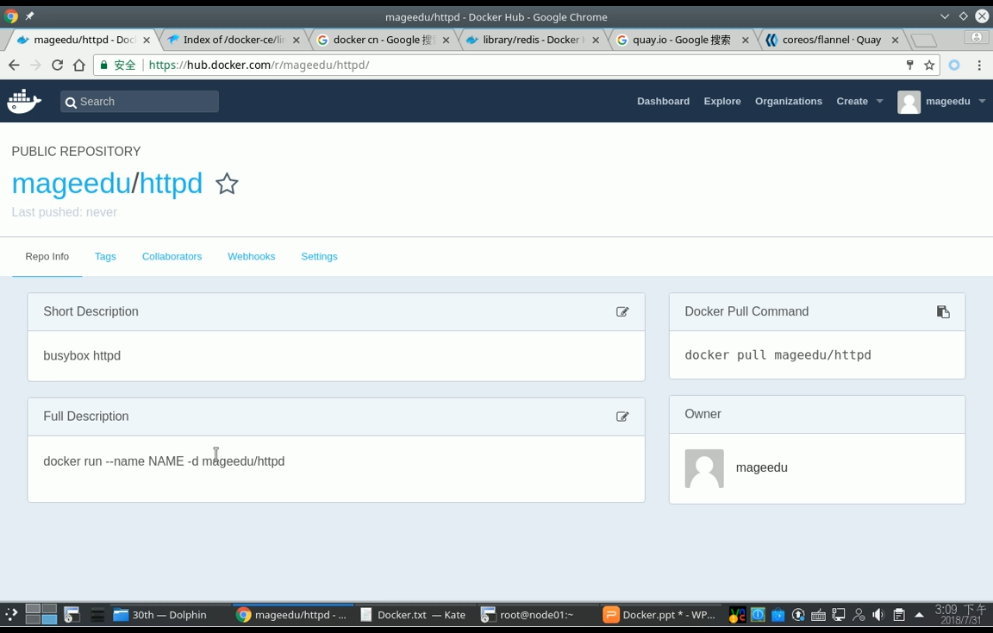 mageedu/httpd - Docker Hub - Google Chrome
mageedu/httpd - Doc
Index of /docker-ce/lin
docker cn - Google 搜
library/redis - Docker
quay.io - Google 搜索
coreos/flannel · Quay
安全
https://hub.docker.com/r/mageedu/httpd/
Search
Dashboard
Explore
Organizations
Create
mageedu
PUBLIC REPOSITORY
mageedu/httpd
Last pushed: never
Repo Info
Tags
Collaborators
Webhooks
Settings
Short Description
busybox httpd
Docker Pull Command
docker pull mageedu/httpd
Full Description
docker run --name NAME -d mageedu/httpd
Owner
mageedu
30th — Dolphin
mageedu/httpd - ...
Docker.txt — Kate
root@node01:~
Docker.ppt * - WP...
3:09 下午
2018/7/31